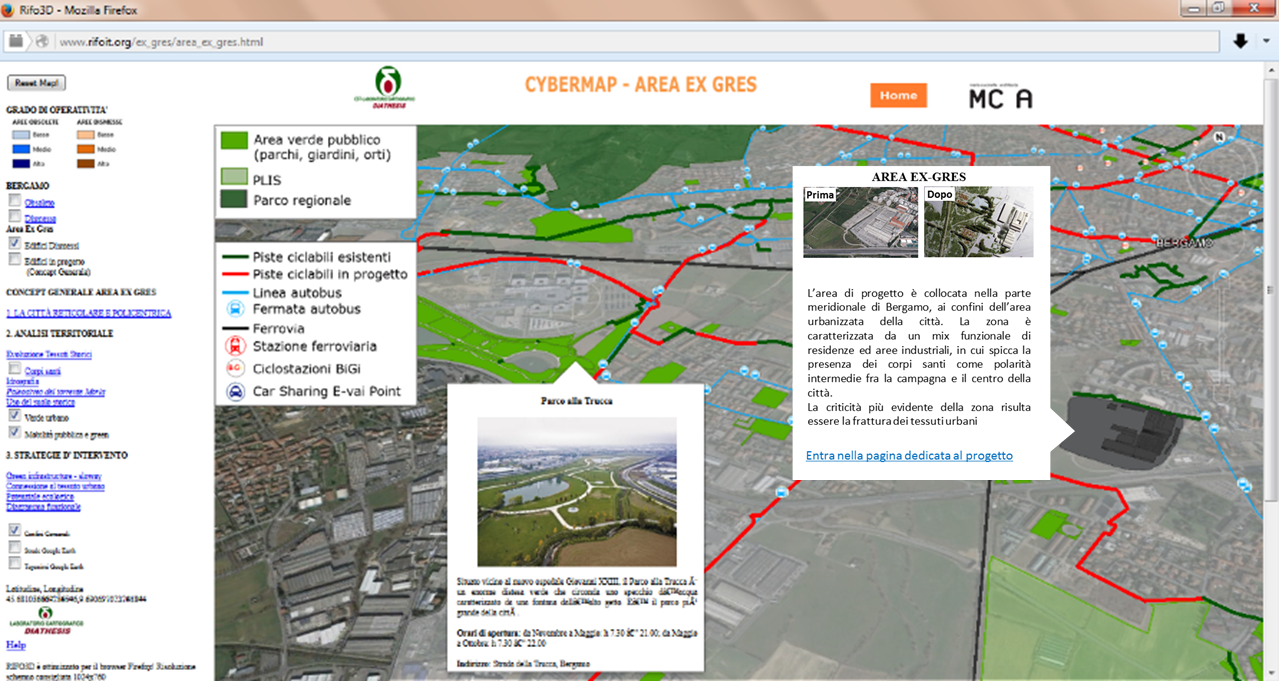 Rifo3D - Mozilla Firefox
www.rifoit.org/ex_gres/area_ex_gres.html
Reset Map!
CST-LABORATORIO CARTOGRAFICO
DIATHESIS
CYBERMAP - AREA EX GRES
Home
MC A
GRADO DI OPERATIVITA'
AREE OBSOLETE AREE DISMESSE
Basso Basso
Medio Medio
Alto Alto
BERGAMO
Obsolete
Dismesse
Area Ex Gres
Edifici Dismessi
Edifici in progetto
(Concept Generale)
CONCEPT GENERALE AREA EX GRES
1. LA CITTÀ RETICOLARE E POLICENTRICA
2. ANALISI TERRITORIALE
Evoluzione Tessuti Storici
Corpi santi
Idrografia
Uso del suolo storico
Verde urbano
Mobilità pubblica e green
3. STRATEGIE D' INTERVENTO
Green infrastructure - slowway
Connessione al tessuto urbano
Potenziale ecologico
Diagramma funzionale
Confini Comunali
Strade Google Earth
Toponimi Google Earth
Latitudine, Longitudine
LABORATORIO CARTOGRAFICO
DIATHESIS
Help
RIFO3D è ottimizzato per il browser Firefox! Risoluzione
schermo consigliata 1024x760
Area verde pubblico
(parchi, giardini, orti)
PLIS
Parco regionale
Piste ciclabili esistenti
Piste ciclabili in progetto
Linea autobus
Fermata autobus
Ferrovia
Stazione ferroviaria
BiGi
Ciclostazioni BiGi
Car Sharing E-vai Point
Parco alla Trucca
Situato vicino al nuovo ospedale Giovanni XXIII, il Parco alla Trucca Ã¨
un enorme distesa verde che circonda uno specchio dâ€™acqua
caratterizzato da una fontana dallâ€™alto getto. Eâ€™ il parco piÃ¹
grande della cittÃ .
Orari di apertura: da Novembre a Maggio: h 7.30 â€“ 21.00; da Maggio
a Ottobre: h 7.30 â€“ 22.00
Indirizzo: Strada della Trucca, Bergamo
AREA EX-GRES
Prima
Dopo
L'area di progetto è collocata nella parte
meridionale di Bergamo, ai confini dell'area
urbanizzata della città. La zona è
caratterizzata da un mix funzionale di
residenze ed aree industriali, in cui spicca la
presenza dei corpi santi come polarità
intermedie fra la campagna e il centro della
città.
La criticità più evidente della zona risulta
essere la frattura dei tessuti urbani
Entra nella pagina dedicata al progetto
N
BERGAMO